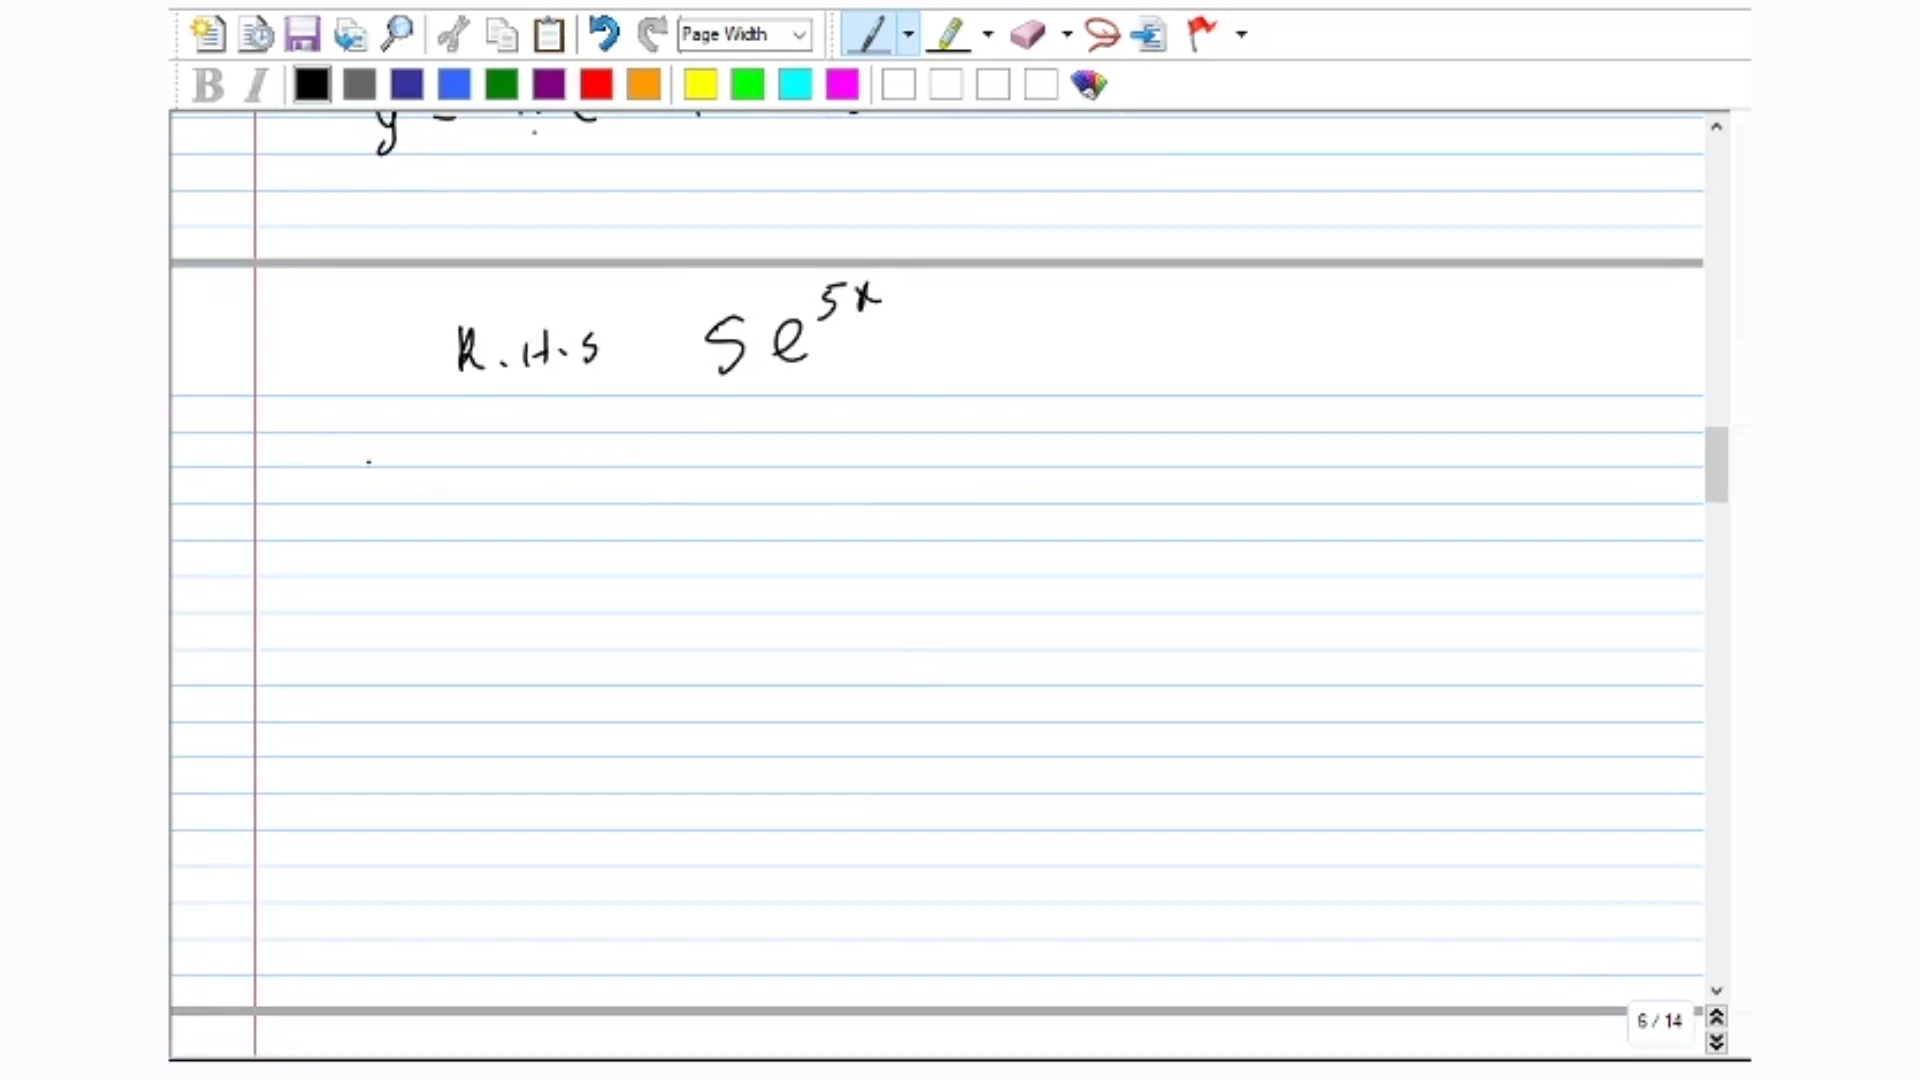 Page Width
B I
y =
R.H.S 5e^{5x}
6 / 14